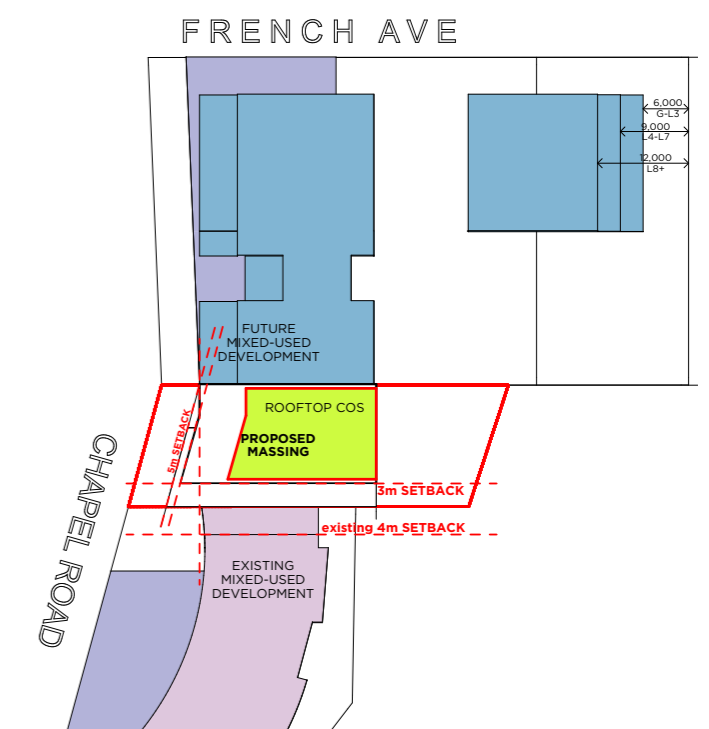 FRENCH AVE
6,000
G-L3
9,000
L4-L7
12,000
L8+
FUTURE
MIXED-USED
DEVELOPMENT
ROOFTOP COS
PROPOSED
MASSING
5m SETBACK
3m SETBACK
existing 4m SETBACK
CHAPEL ROAD
EXISTING
MIXED-USED
DEVELOPMENT